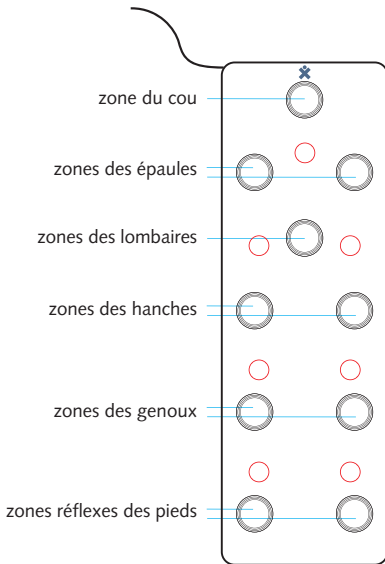 zone du cou
zones des épaules
zones des lombaires
zones des hanches
zones des genoux
zones réflexes des pieds